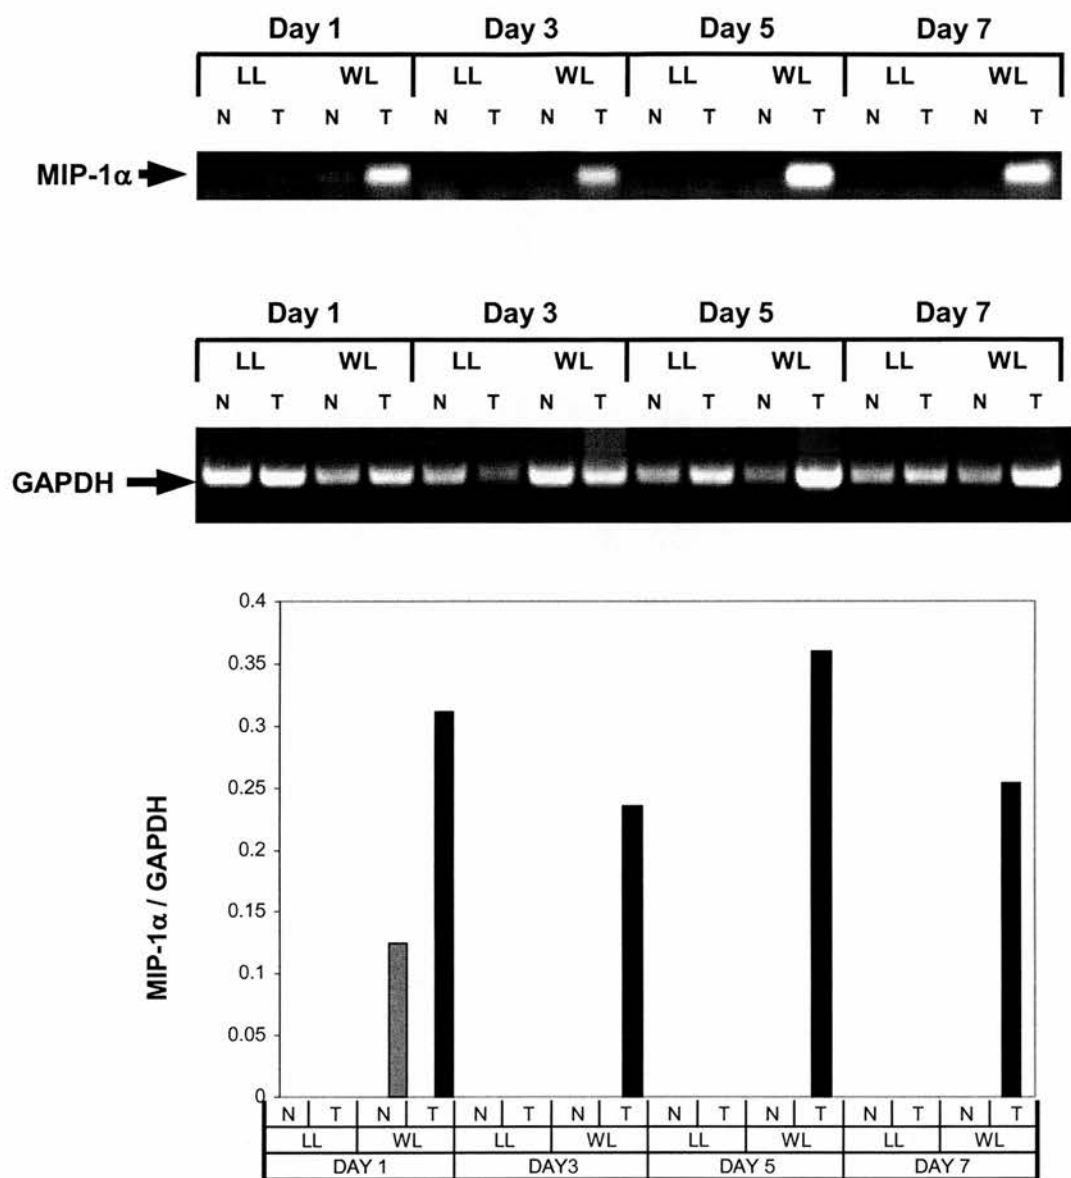 Day 1 Day 3 Day 5 Day 7
LL WL LL WL LL WL LL WL
N T N T N T N T N T N T N T N T
MIP-1α
Day 1 Day 3 Day 5 Day 7
LL WL LL WL LL WL LL WL
N T N T N T N T N T N T N T N T
GAPDH
0.4
0.35
0.3
0.25
0.2
0.15
0.1
0.05
0
MIP-1α / GAPDH
N T N T N T N T N T N T N T N T
LL WL LL WL LL WL LL WL
DAY 1 DAY3 DAY 5 DAY 7